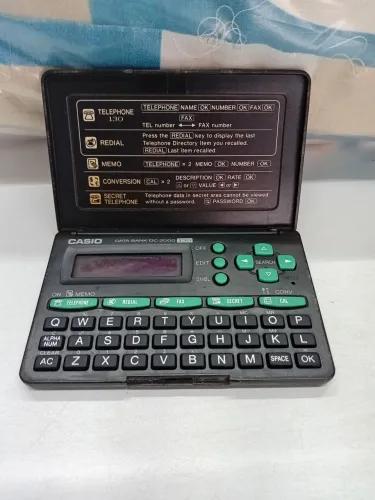 TELEPHONE 130
TELEPHONE NAME OK NUMBER OK FAX OK
FAX
TEL number ↔ FAX number
REDIAL
Press the REDIAL key to display the last
Telephone Directory item you recalled.
REDIAL Last item recalled
MEMO
TELEPHONE × 2 MEMO OK NUMBER OK
CONVERSION
CAL × 2 DESCRIPTION OK RATE OK
△ or ▽ VALUE ◁ or ▷
SECRET TELEPHONE
Telephone data in secret area cannot be viewed
without a password. PASSWORD OK
CASIO DATA BANK DC-2000
OFF
EDIT
SMBL
SEARCH
ON MEMO CONV
TELEPHONE REDIAL FAX SECRET CAL
Q W E R T Y U I O P
ALPHA NUM A S D F G H J K L
CLEAR
AC Z X C V B N M SPACE OK